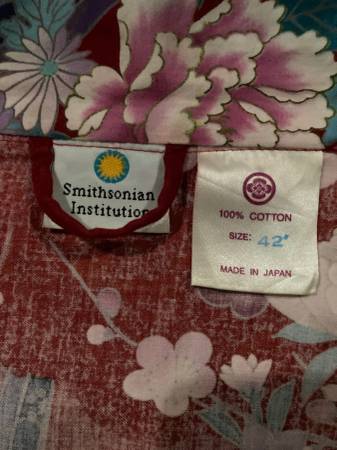 Smithsonian
Institution
100% COTTON
SIZE: 42"
MADE IN JAPAN